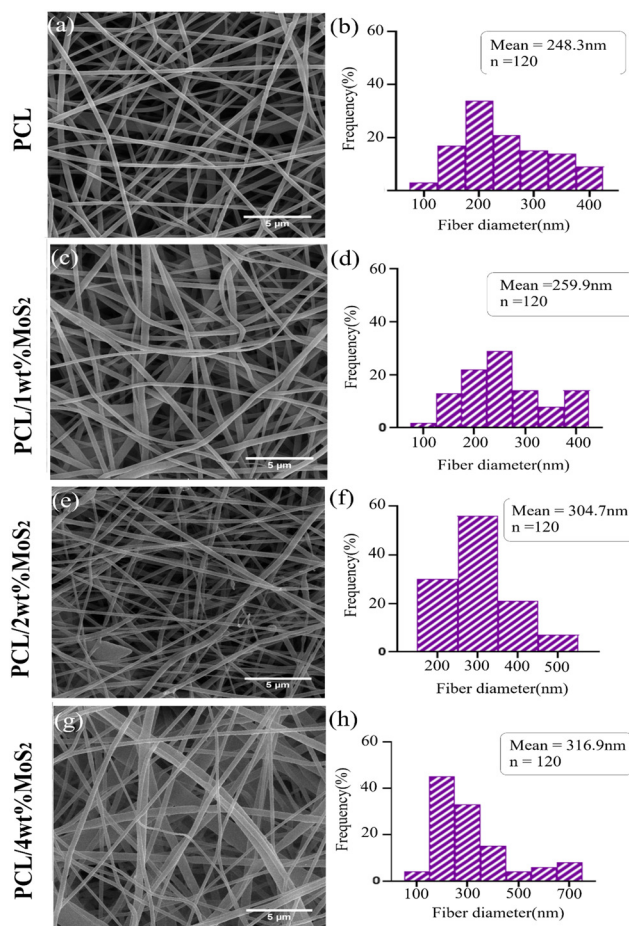 PCL
(a)
5 µm
(b)
Mean = 248.3nm
n =120
Frequency(%)
60
40
20
100 200 300 400
Fiber diameter(nm)
PCL/1wt%MoS2
(c)
5 µm
(d)
Mean =259.9nm
n =120
Frequency(%)
60
40
20
0
100 200 300 400
Fiber diameter(nm)
PCL/2wt%MoS2
(e)
5 µm
(f)
Mean = 304.7nm
n =120
Frequency(%)
60
40
20
0
200 300 400 500
Fiber diameter(nm)
PCL/4wt%MoS2
(g)
5 µm
(h)
Mean = 316.9nm
n = 120
Frequency(%)
60
40
20
0
100 300 500 700
Fiber diameter(nm)